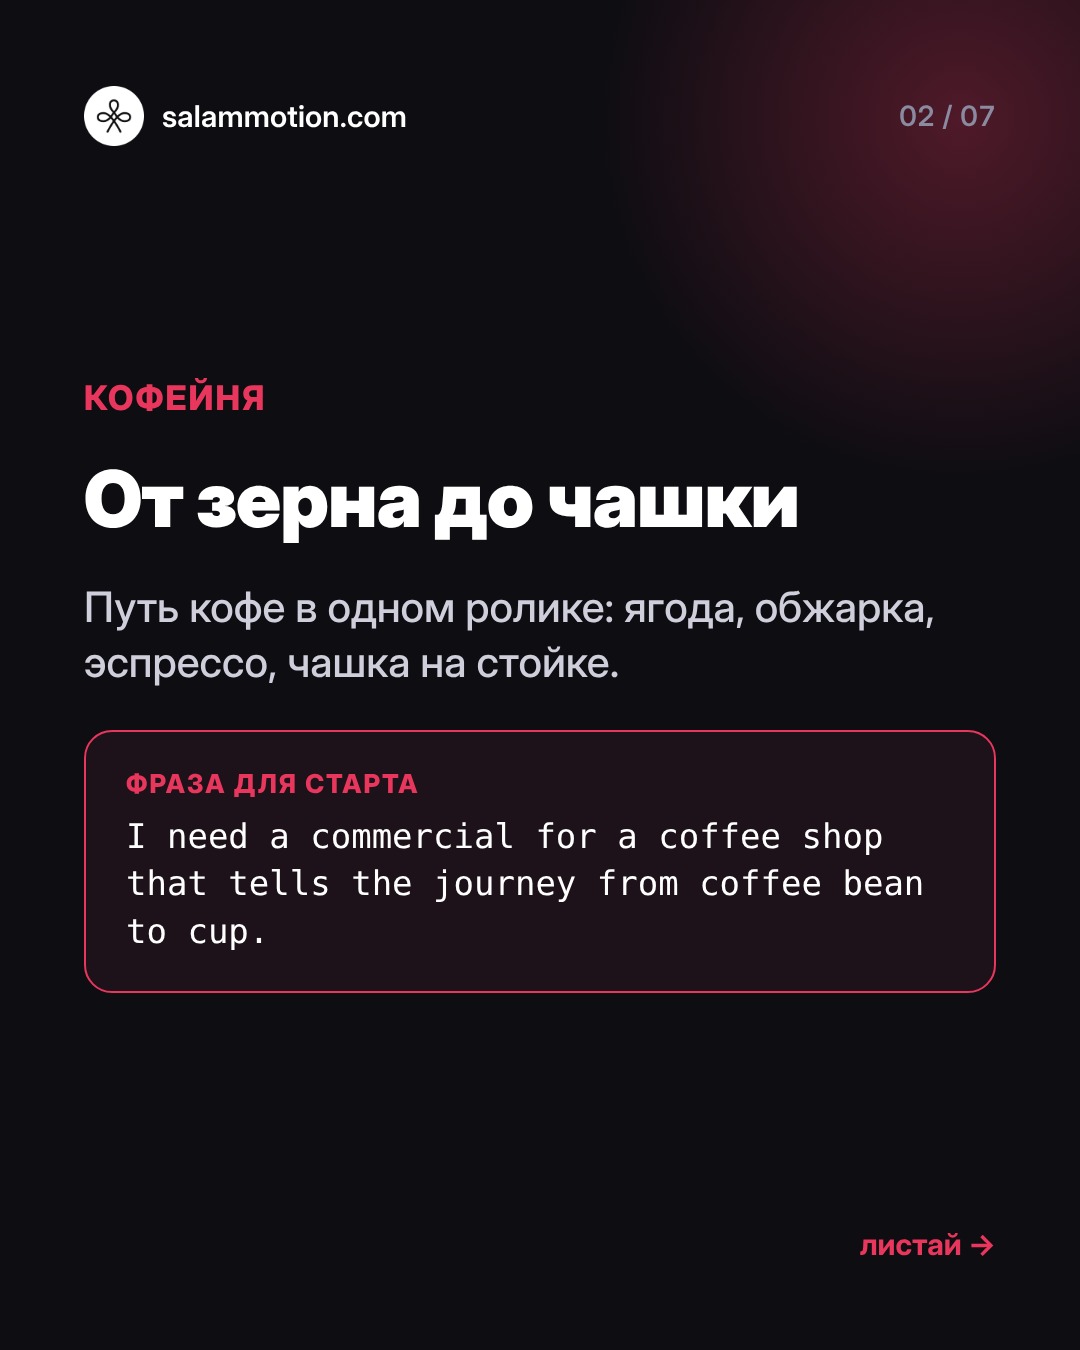 salammotion.com
02 / 07
КОФЕЙНЯ
От зерна до чашки
Путь кофе в одном ролике: ягода, обжарка,
эспрессо, чашка на стойке.
ФРАЗА ДЛЯ СТАРТА
I need a commercial for a coffee shop
that tells the journey from coffee bean
to cup.
листай →